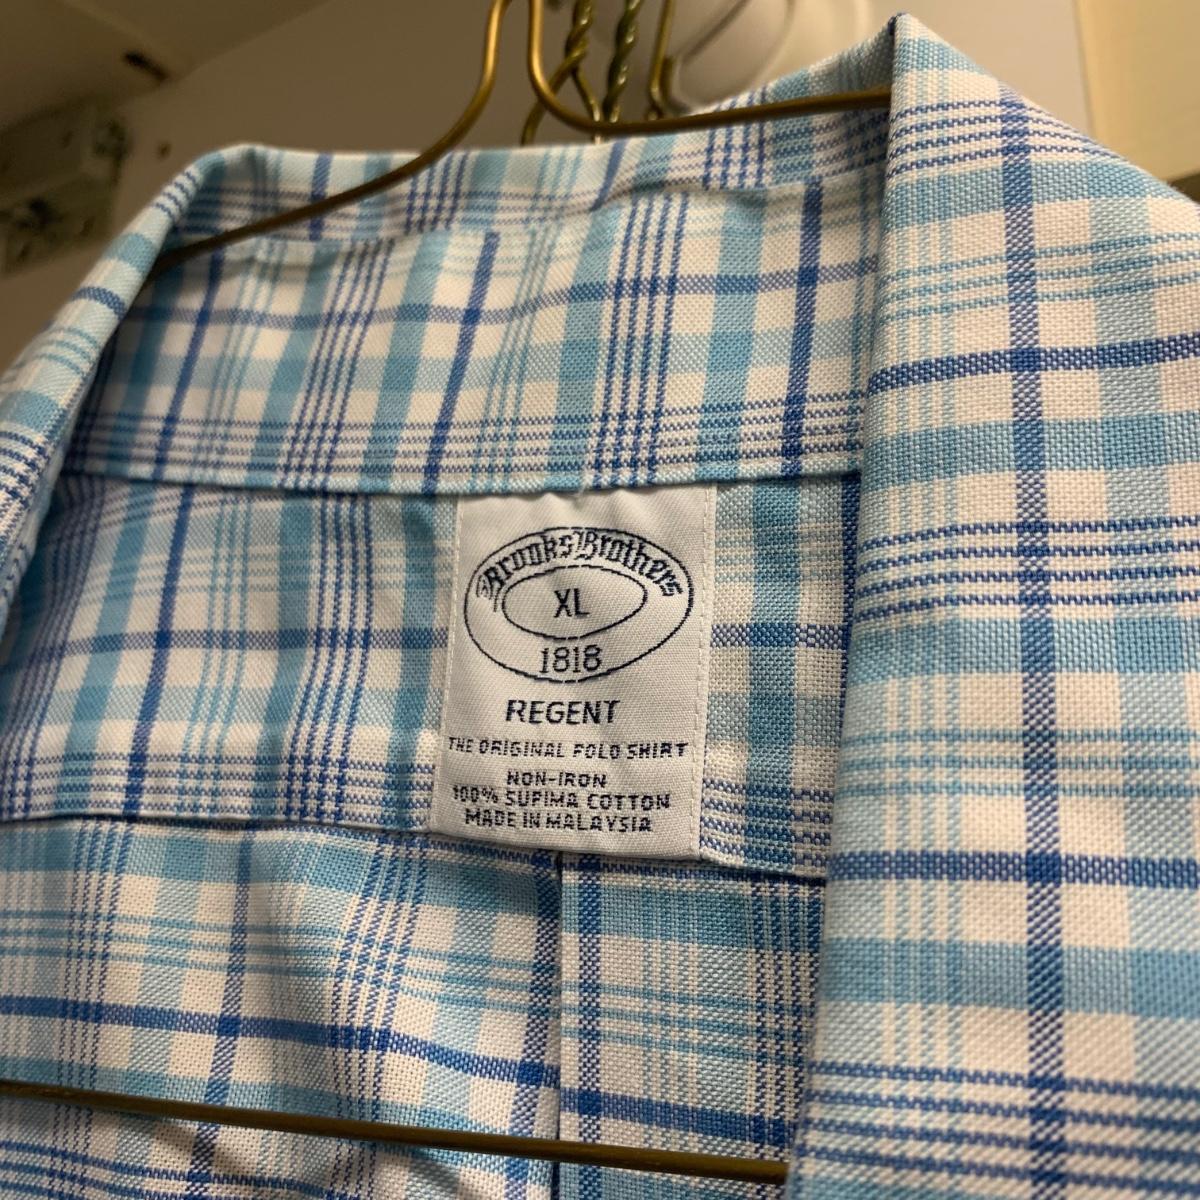 Brooks Brothers
XL
1818
REGENT
THE ORIGINAL POLO SHIRT
NON-IRON
100% SUPIMA COTTON
MADE IN MALAYSIA